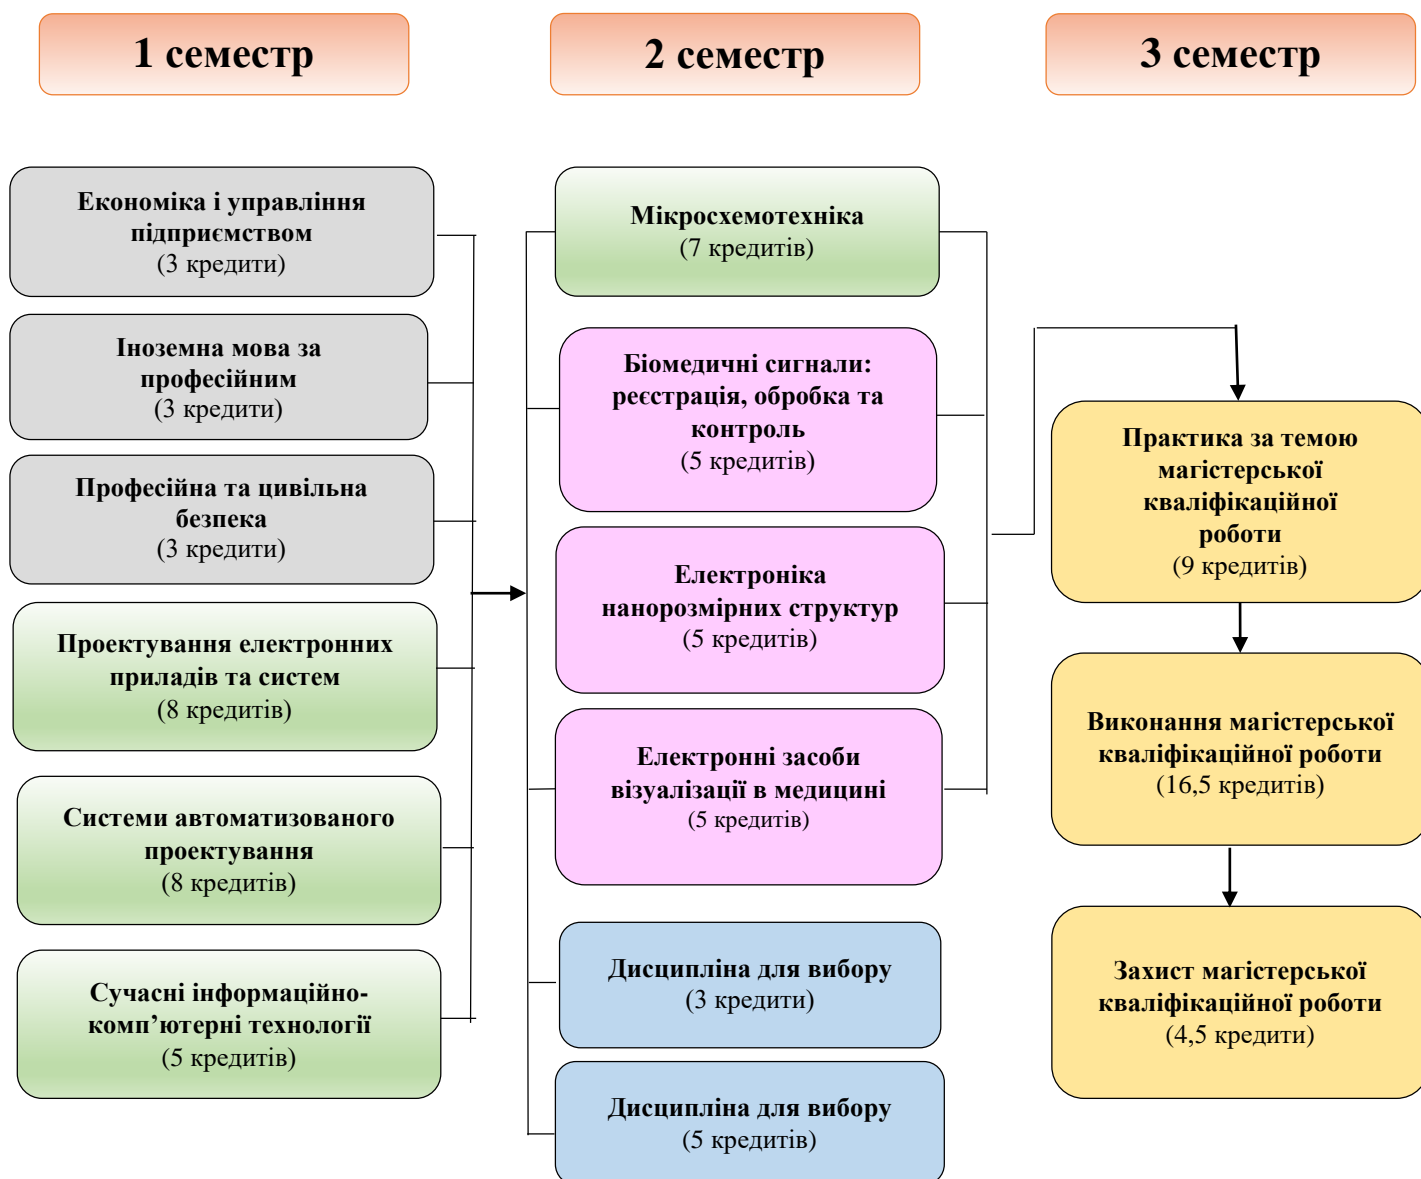 1 семестр
2 семестр
3 семестр
Економіка і управління
підприємством
(3 кредити)
Іноземна мова за
професійним
(3 кредити)
Професійна та цивільна
безпека
(3 кредити)
Проектування електронних
приладів та систем
(8 кредитів)
Системи автоматизованого
проектування
(8 кредитів)
Сучасні інформаційно-
комп’ютерні технології
(5 кредитів)
Мікросхемотехніка
(7 кредитів)
Біомедичні сигнали:
реєстрація, обробка та
контроль
(5 кредитів)
Електроніка
нанорозмірних структур
(5 кредитів)
Електронні засоби
візуалізації в медицині
(5 кредитів)
Дисципліна для вибору
(3 кредити)
Дисципліна для вибору
(5 кредитів)
Практика за темою
магістерської
кваліфікаційної
роботи
(9 кредитів)
Виконання магістерської
кваліфікаційної роботи
(16,5 кредитів)
Захист магістерської
кваліфікаційної роботи
(4,5 кредити)